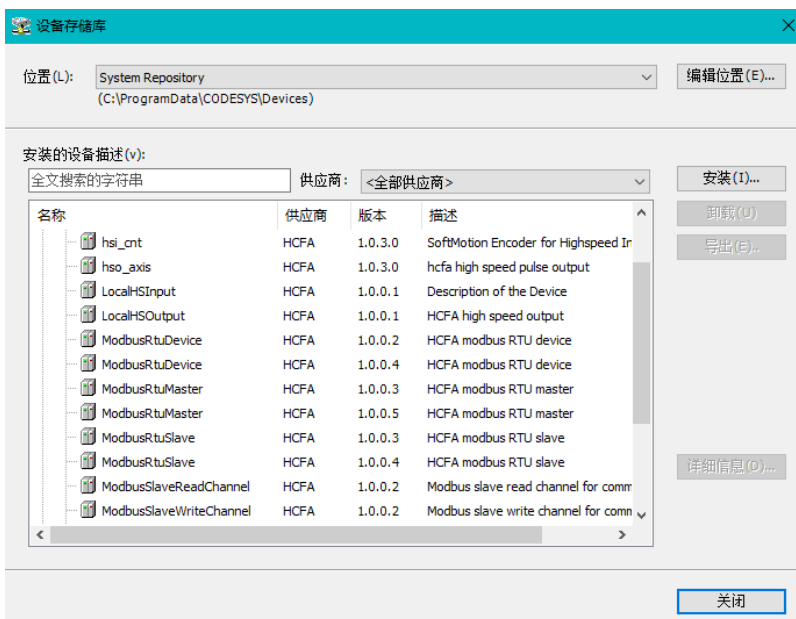 设备存储库
位置(L): System Repository 编辑位置(E)...
(C:\ProgramData\CODESYS\Devices)
安装的设备描述(v):
全文搜索的字符串 供应商: <全部供应商> 安装(I)...
名称 供应商 版本 描述 卸载(U)
hsi_cnt HCFA 1.0.3.0 SoftMotion Encoder for Highspeed In 导出(E)..
hso_axis HCFA 1.0.3.0 hcfa high speed pulse output
LocalHSInput HCFA 1.0.0.1 Description of the Device
LocalHSOutput HCFA 1.0.0.1 HCFA high speed output
ModbusRtuDevice HCFA 1.0.0.2 HCFA modbus RTU device
ModbusRtuDevice HCFA 1.0.0.4 HCFA modbus RTU device
ModbusRtuMaster HCFA 1.0.0.3 HCFA modbus RTU master
ModbusRtuMaster HCFA 1.0.0.5 HCFA modbus RTU master
ModbusRtuSlave HCFA 1.0.0.3 HCFA modbus RTU slave
ModbusRtuSlave HCFA 1.0.0.4 HCFA modbus RTU slave 详细信息(D)...
ModbusSlaveReadChannel HCFA 1.0.0.2 Modbus slave read channel for comm
ModbusSlaveWriteChannel HCFA 1.0.0.2 Modbus slave write channel for comm
关闭